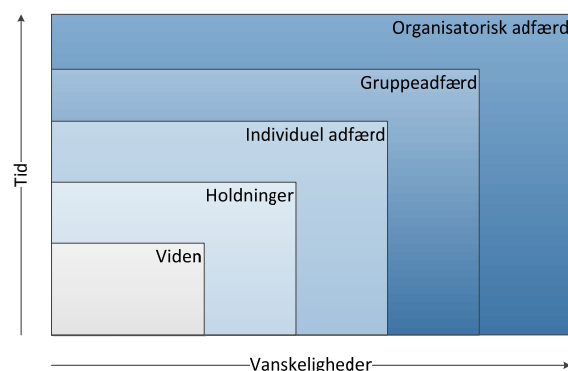 Organisatorisk adfærd
Gruppeadfærd
Individuel adfærd
Holdninger
Viden
Tid
Vanskeligheder